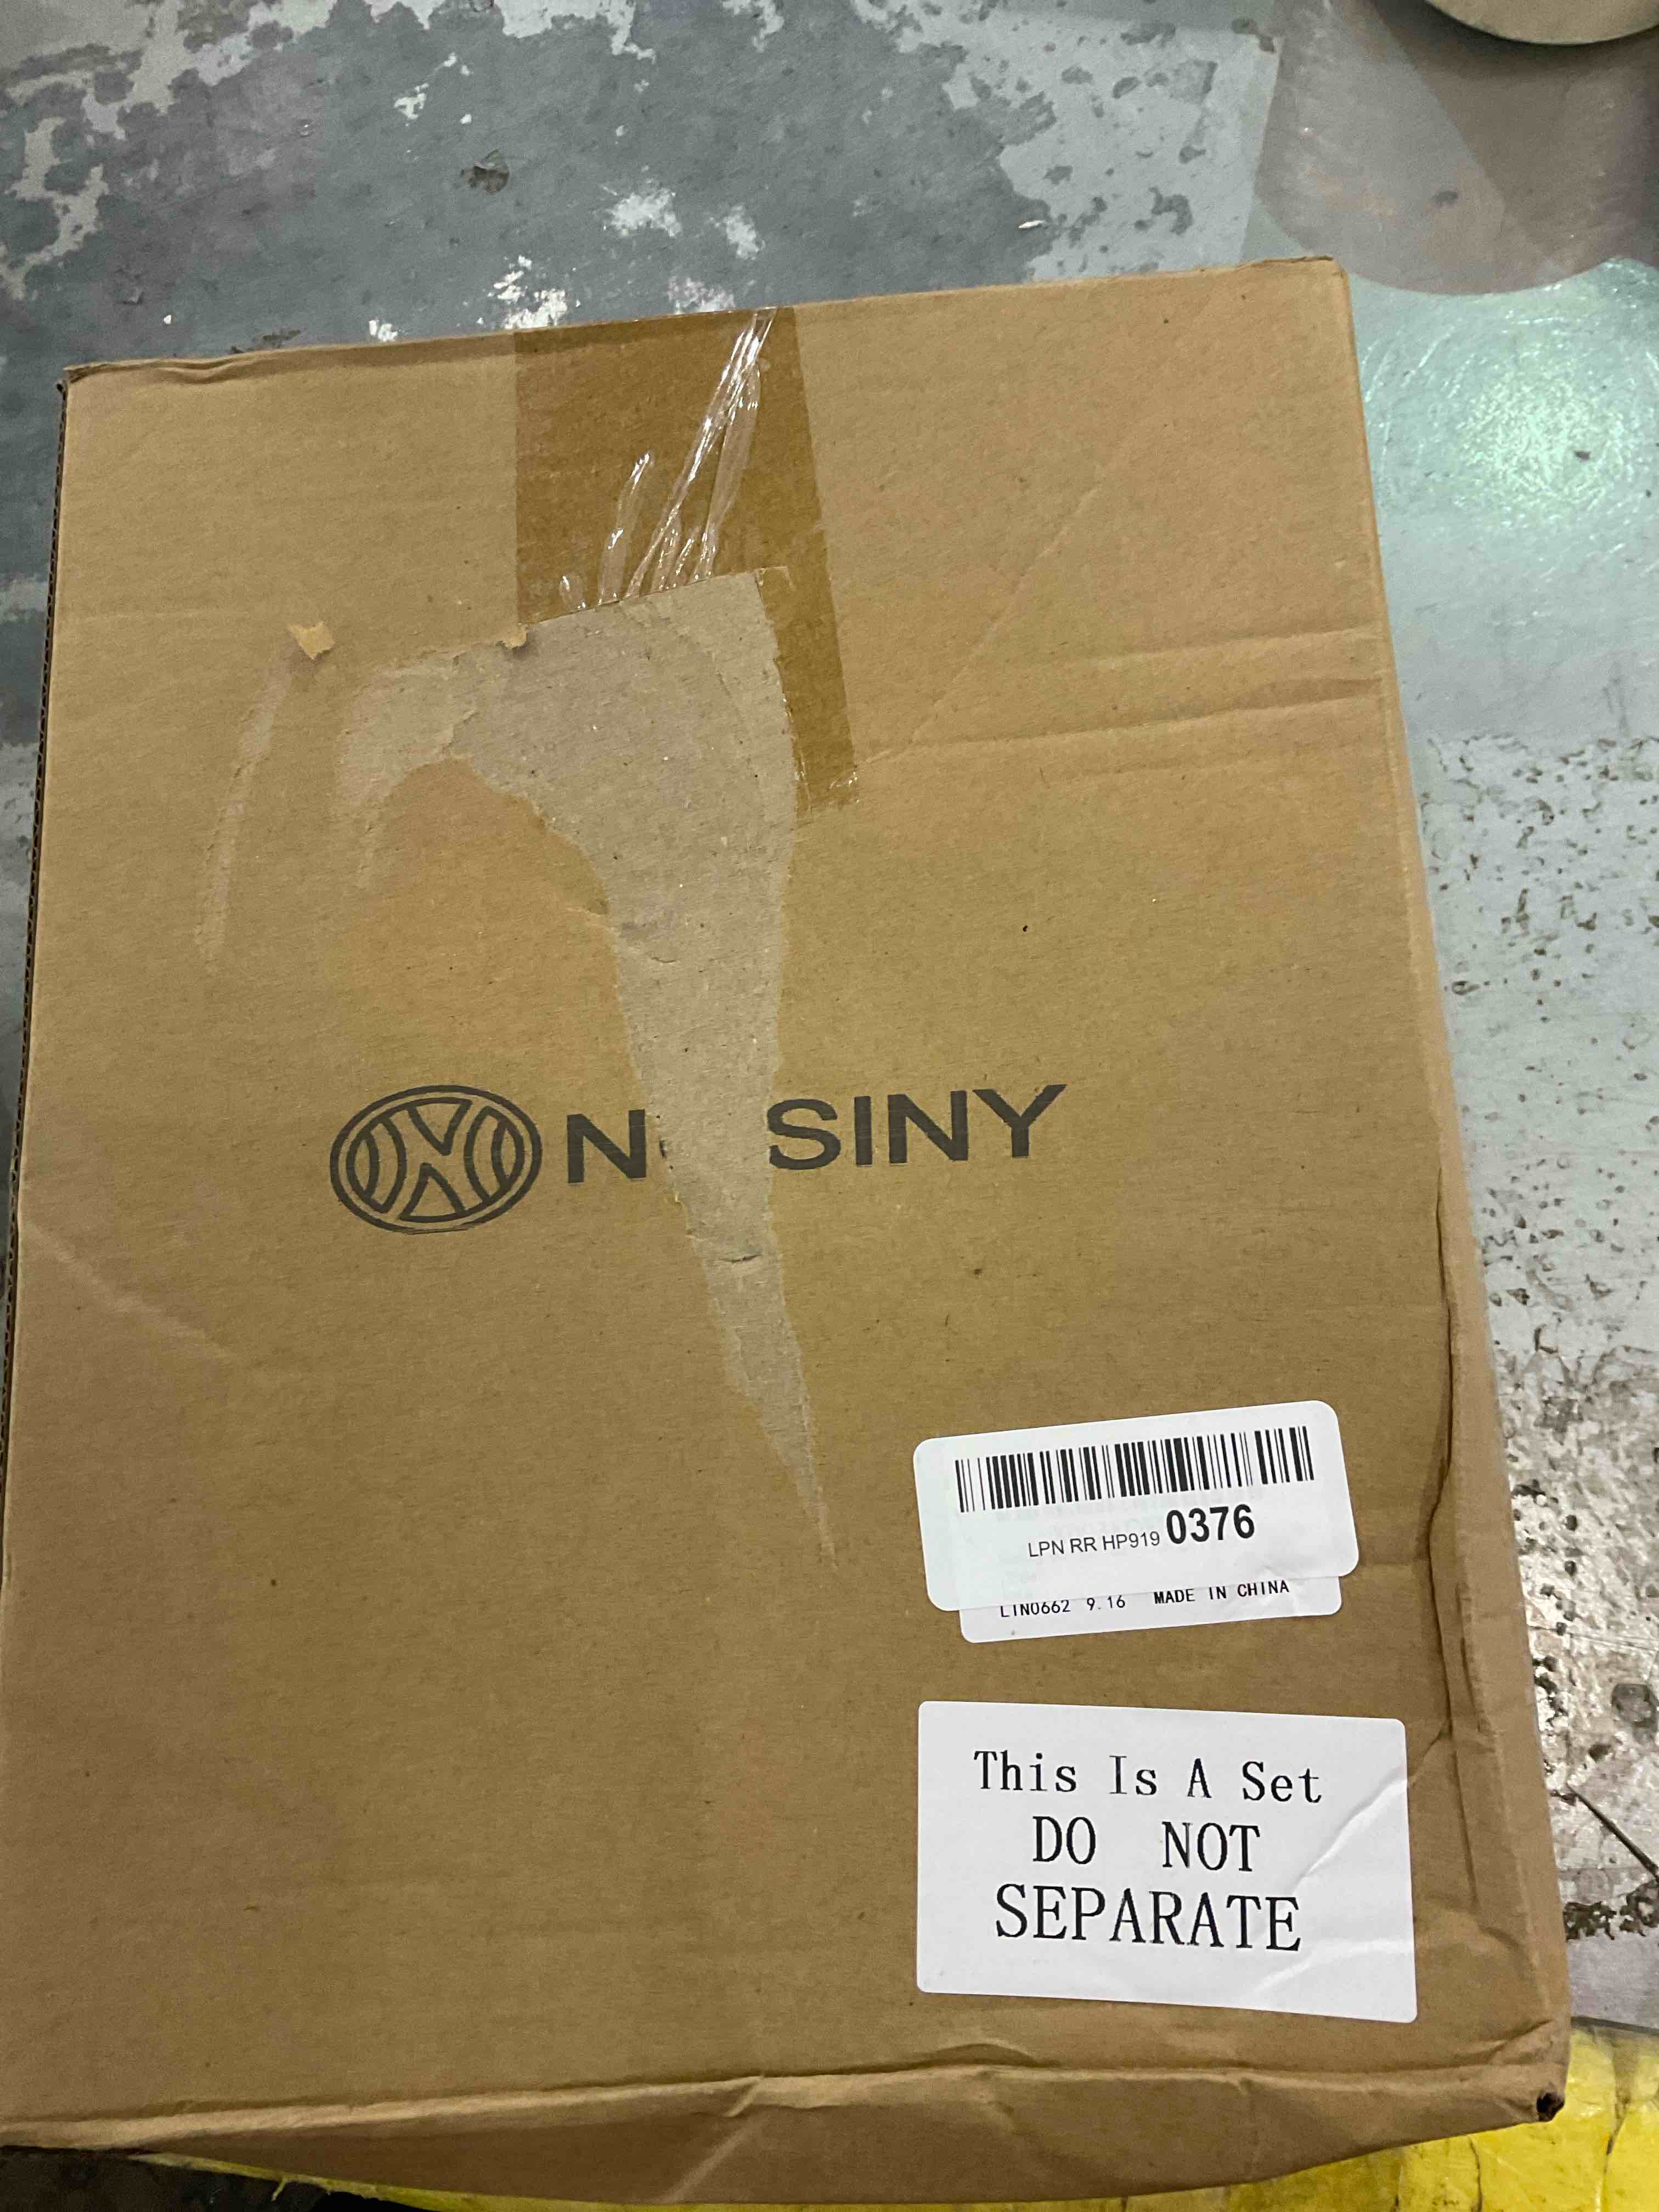 N SINY
LPN RR HP919 0376
LIN0662 9.16 MADE IN CHINA
This Is A Set
DO NOT
SEPARATE